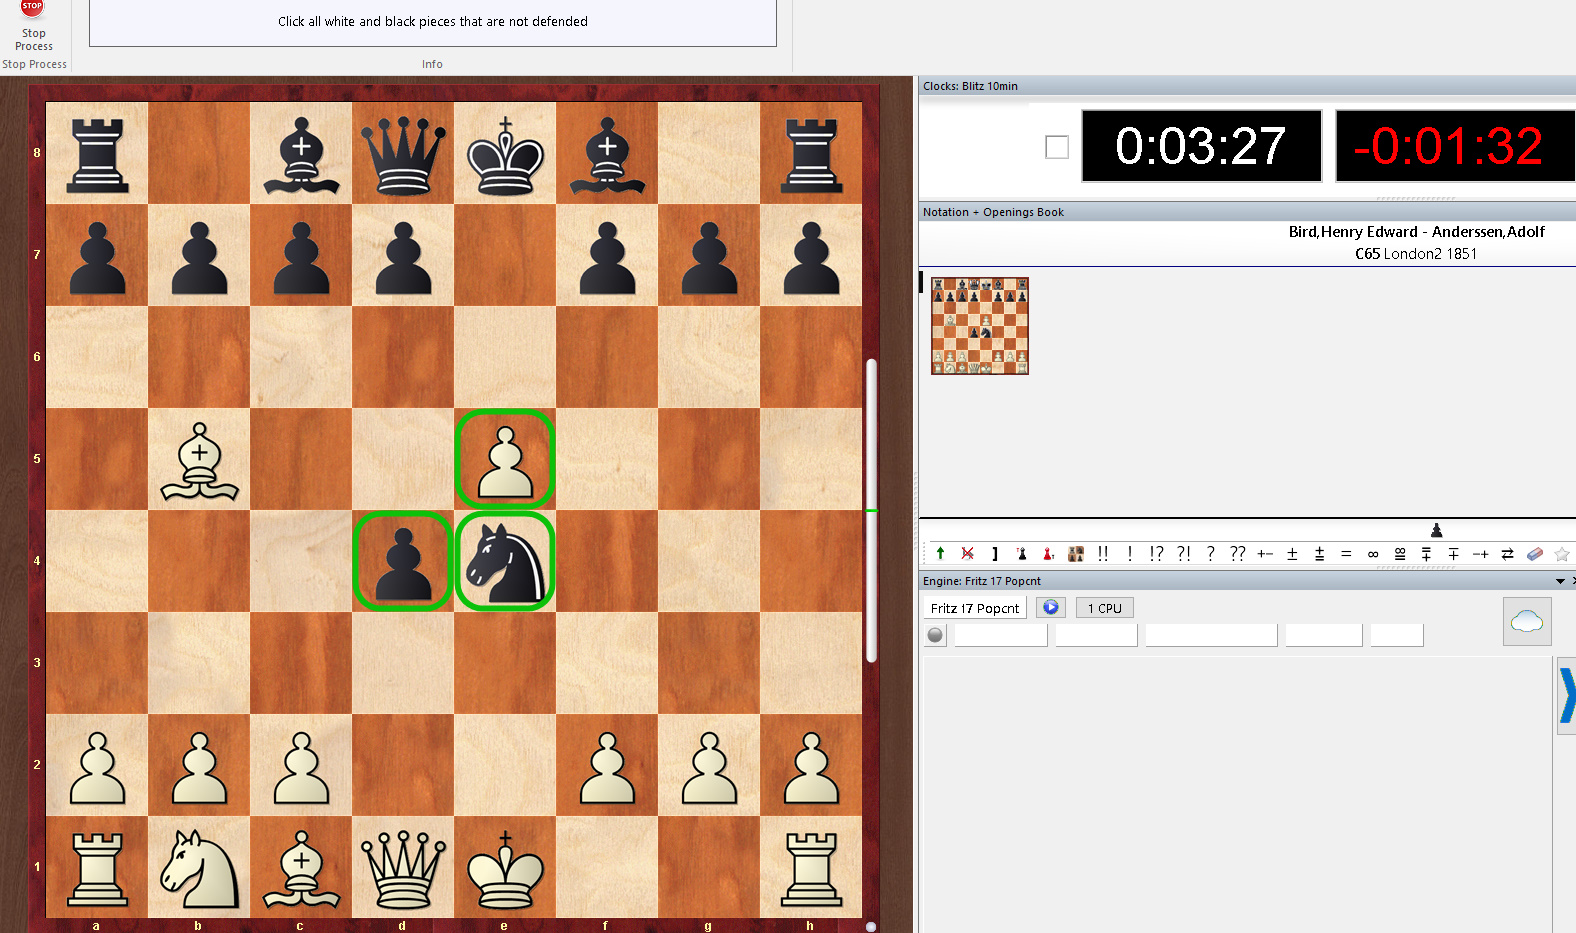 STOP
Stop
Process
Stop Process
Click all white and black pieces that are not defended
Info
Clocks: Blitz 10min
0:03:27
-0:01:32
Notation + Openings Book
Bird,Henry Edward - Anderssen,Adolf
C65 London2 1851
8
7
6
5
4
3
2
1
a b c d e f g h
] !! ! !? ?! ? ?? +− ± ⩲ = ∞ ⩱ ∓ −+ ⇄
Engine: Fritz 17 Popcnt
Fritz 17 Popcnt
1 CPU